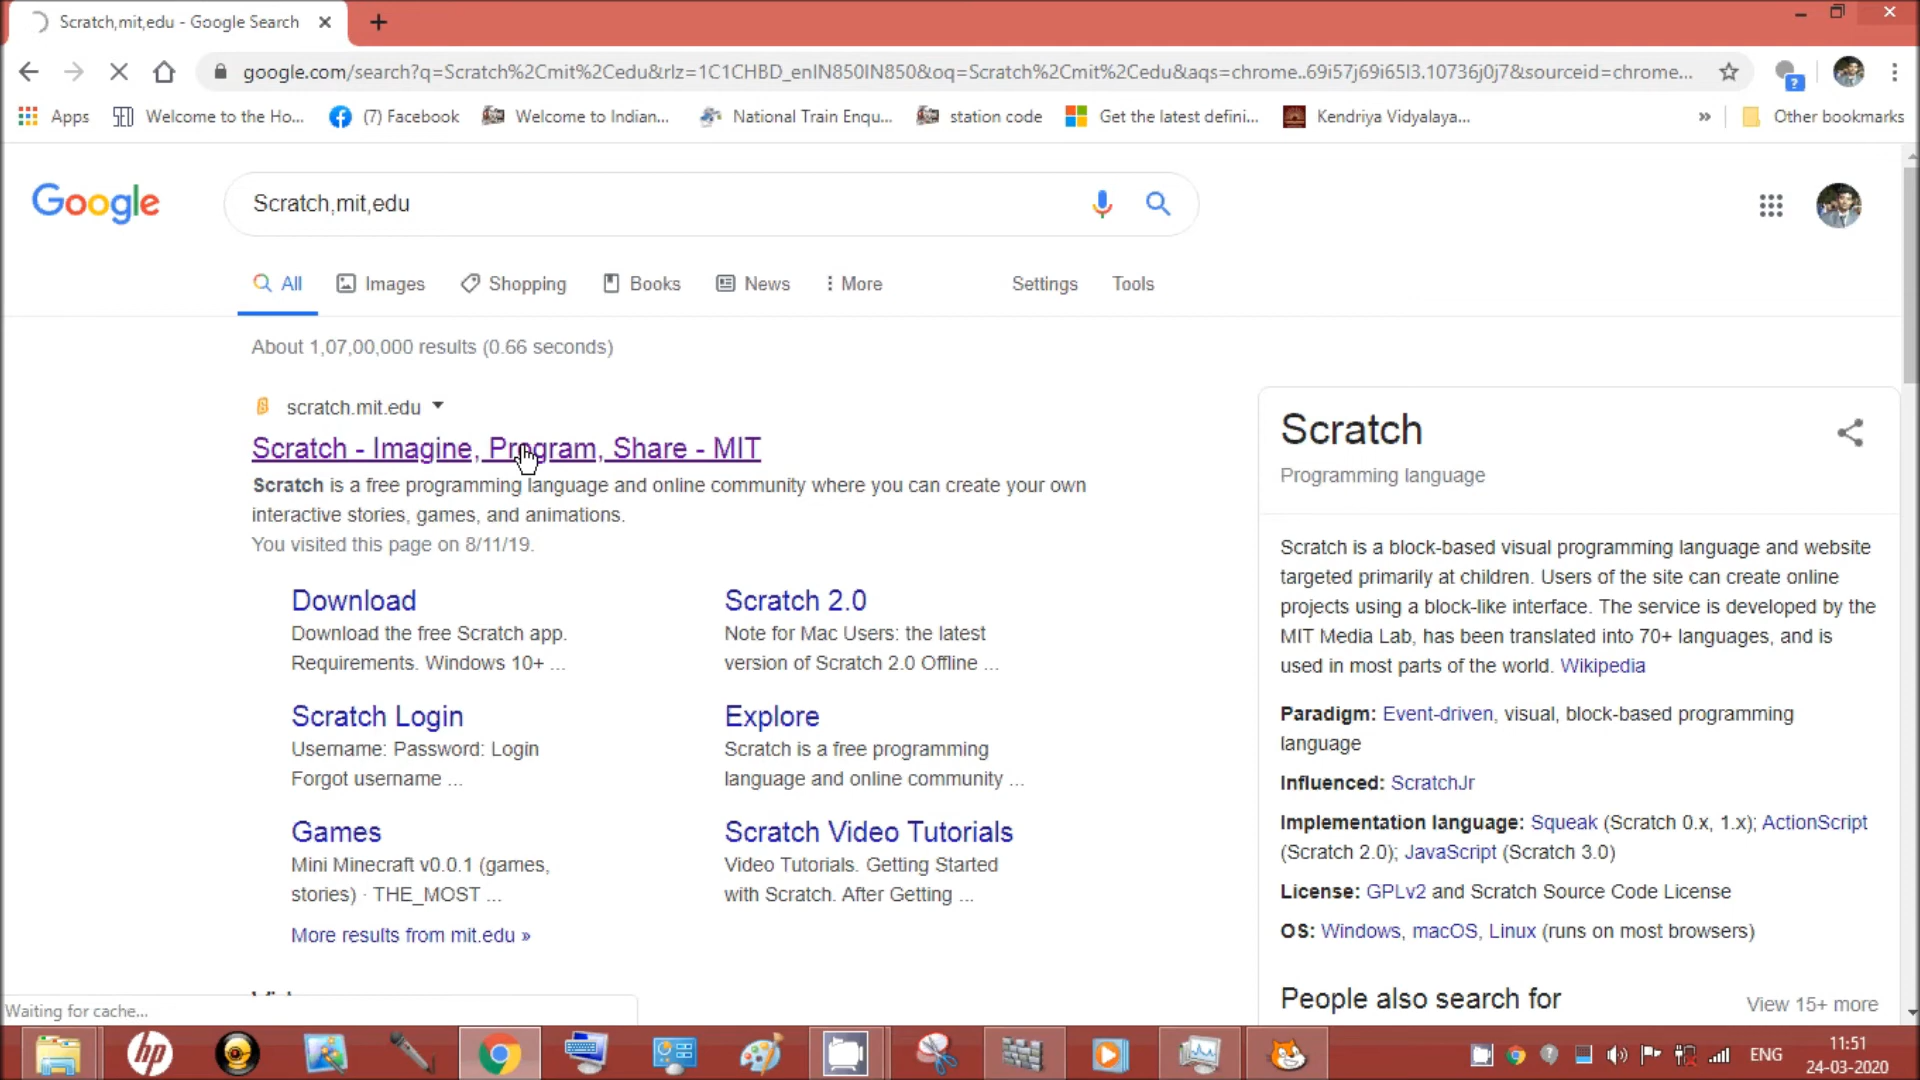 Scratch,mit,edu - Google Search
google.com/search?q=Scratch%2Cmit%2Cedu&rlz=1C1CHBD_enIN850IN850&oq=Scratch%2Cmit%2Cedu&aqs=chrome..69i57j69i65l3.10736j0j7&sourceid=chrome...
Apps Welcome to the Ho... (7) Facebook Welcome to Indian... National Train Enqu... station code Get the latest defini... Kendriya Vidyalaya... » Other bookmarks
Google
Scratch,mit,edu
All Images Shopping Books News More Settings Tools
About 1,07,00,000 results (0.66 seconds)
scratch.mit.edu
Scratch - Imagine, Program, Share - MIT
Scratch is a free programming language and online community where you can create your own
interactive stories, games, and animations.
You visited this page on 8/11/19.
Download
Download the free Scratch app.
Requirements. Windows 10+ ...
Scratch 2.0
Note for Mac Users: the latest
version of Scratch 2.0 Offline ...
Scratch Login
Username: Password: Login
Forgot username ...
Explore
Scratch is a free programming
language and online community ...
Games
Mini Minecraft v0.0.1 (games,
stories) · THE_MOST ...
Scratch Video Tutorials
Video Tutorials. Getting Started
with Scratch. After Getting ...
More results from mit.edu »
Scratch
Programming language
Scratch is a block-based visual programming language and website
targeted primarily at children. Users of the site can create online
projects using a block-like interface. The service is developed by the
MIT Media Lab, has been translated into 70+ languages, and is
used in most parts of the world. Wikipedia
Paradigm: Event-driven, visual, block-based programming
language
Influenced: ScratchJr
Implementation language: Squeak (Scratch 0.x, 1.x); ActionScript
(Scratch 2.0); JavaScript (Scratch 3.0)
License: GPLv2 and Scratch Source Code License
OS: Windows, macOS, Linux (runs on most browsers)
People also search for
View 15+ more
Waiting for cache...
hp
ENG
11:51
24-03-2020